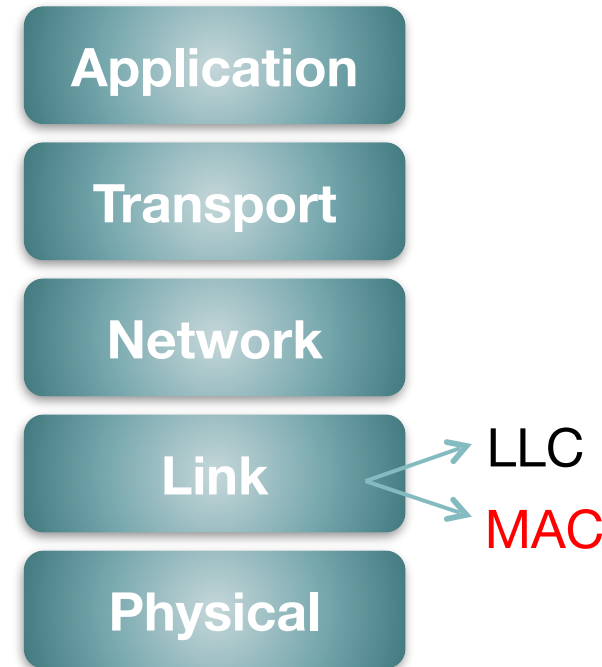 Application
Transport
Network
Link
LLC
MAC
Physical